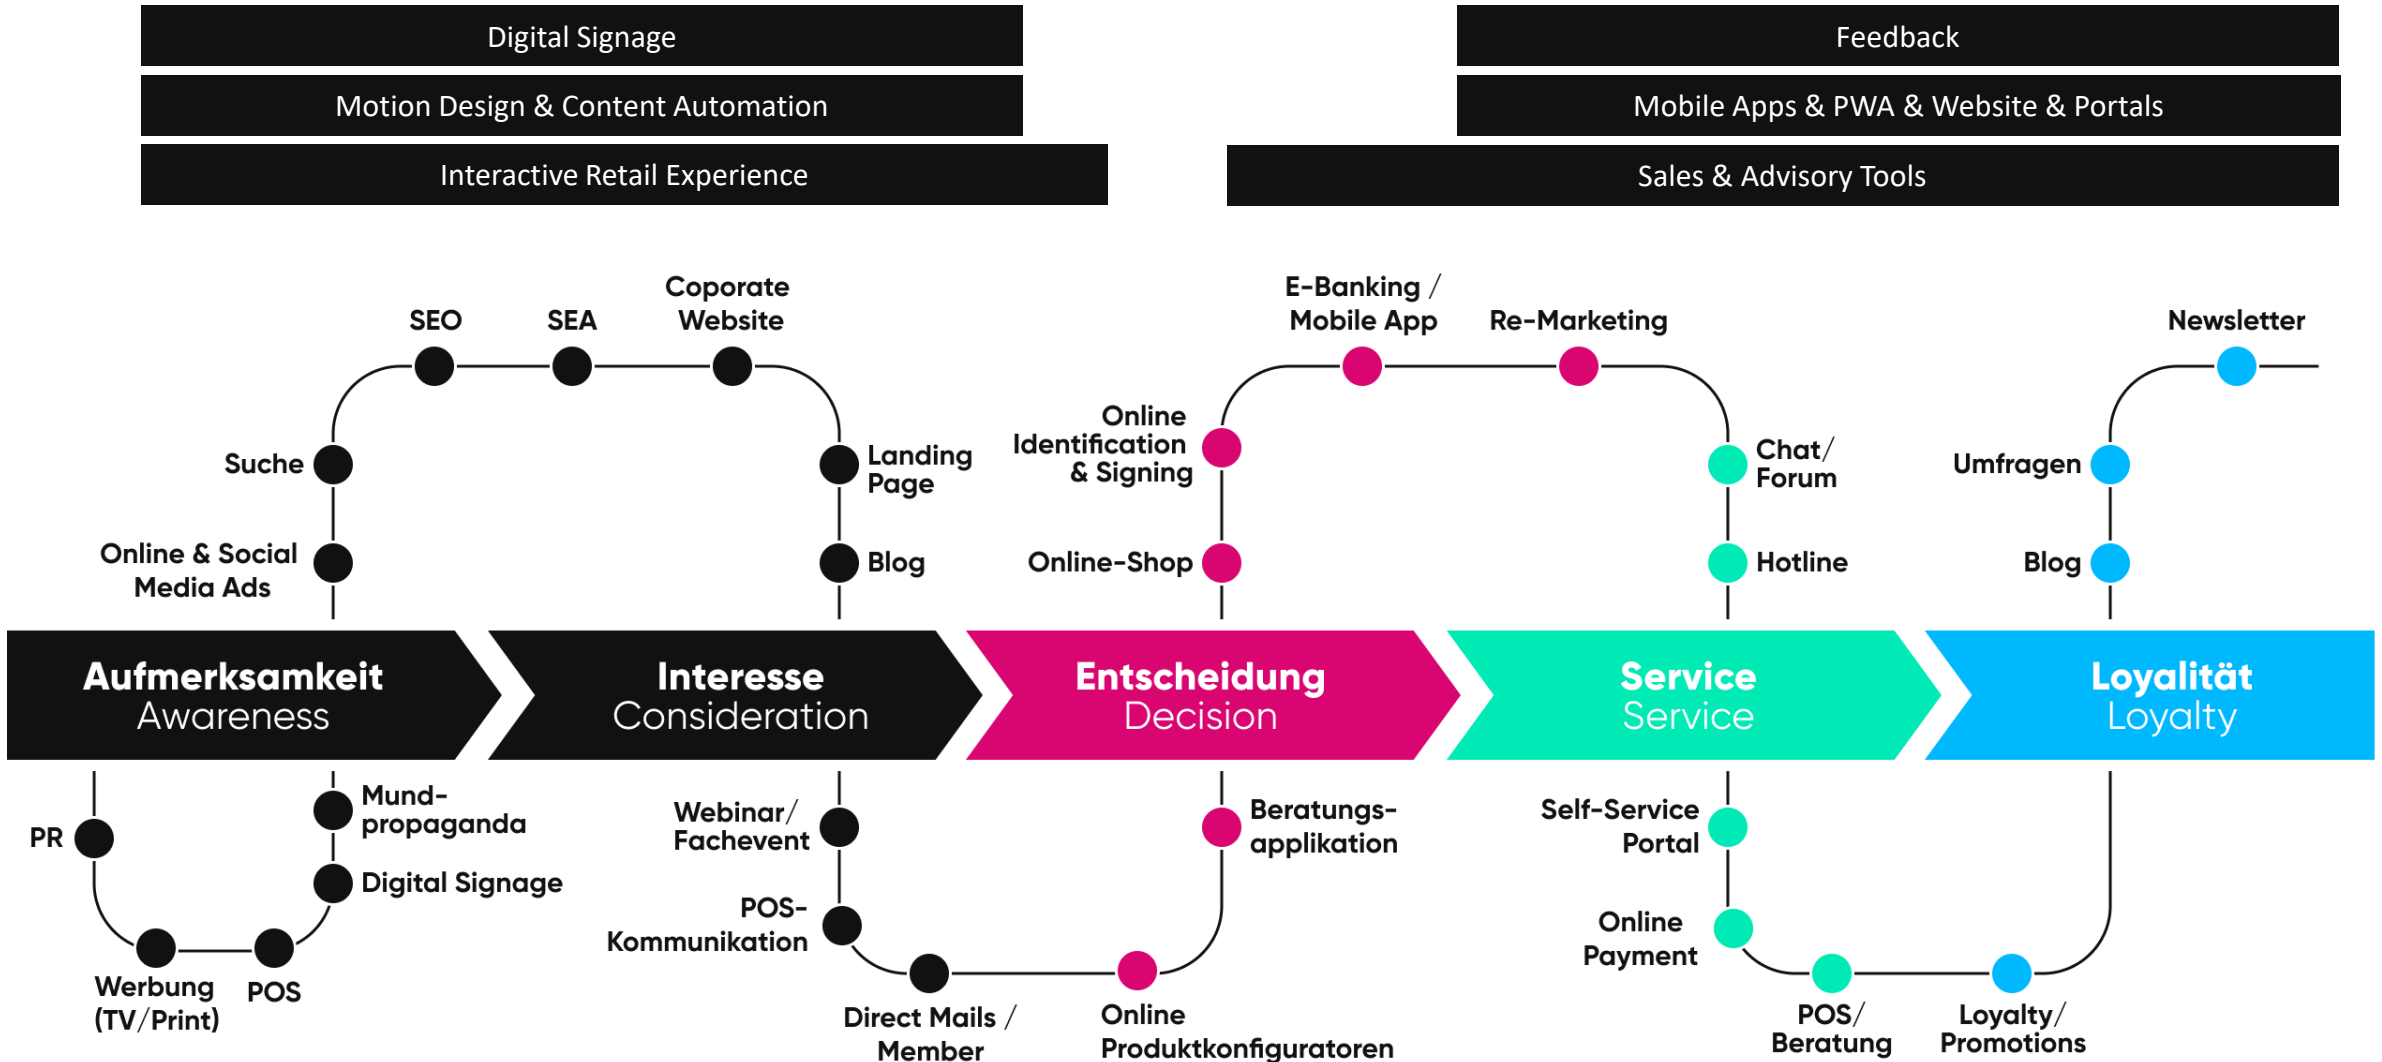 Digital Signage
Feedback
Motion Design & Content Automation
Mobile Apps & PWA & Website & Portals
Interactive Retail Experience
Sales & Advisory Tools
SEO
SEA
Coporate
Website
E-Banking /
Mobile App
Re-Marketing
Newsletter
Suche
Landing
Page
Online
Identification
& Signing
Chat/
Forum
Umfragen
Online & Social
Media Ads
Blog
Online-Shop
Hotline
Blog
Aufmerksamkeit
Awareness
Interesse
Consideration
Entscheidung
Decision
Service
Service
Loyalität
Loyalty
PR
Mund-
propaganda
Digital Signage
Werbung
(TV/Print)
POS
Webinar/
Fachevent
POS-
Kommunikation
Direct Mails /
Member
Beratungs-
applikation
Online
Produktkonfiguratoren
Self-Service
Portal
Online
Payment
POS/
Beratung
Loyalty/
Promotions